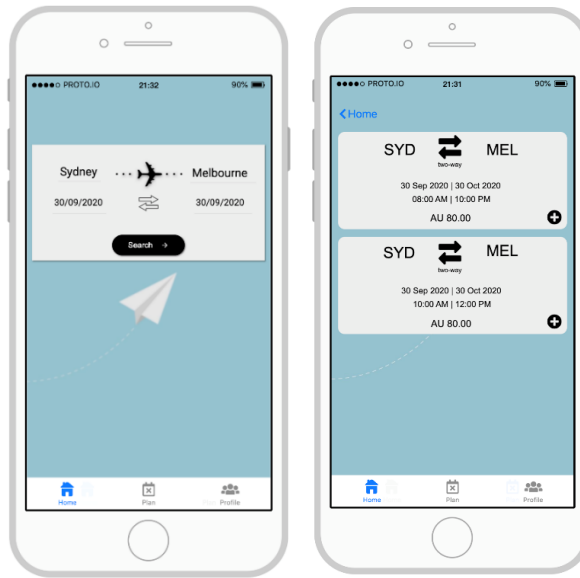 PROTO.IO 21:32 90%
Sydney Melbourne
30/09/2020 30/09/2020
Search →
Home Plan Profile
PROTO.IO 21:31 90%
Home
SYD MEL
two-way
30 Sep 2020 | 30 Oct 2020
08:00 AM | 10:00 PM
AU 80.00
SYD MEL
two-way
30 Sep 2020 | 30 Oct 2020
10:00 AM | 12:00 PM
AU 80.00
Home Plan Profile